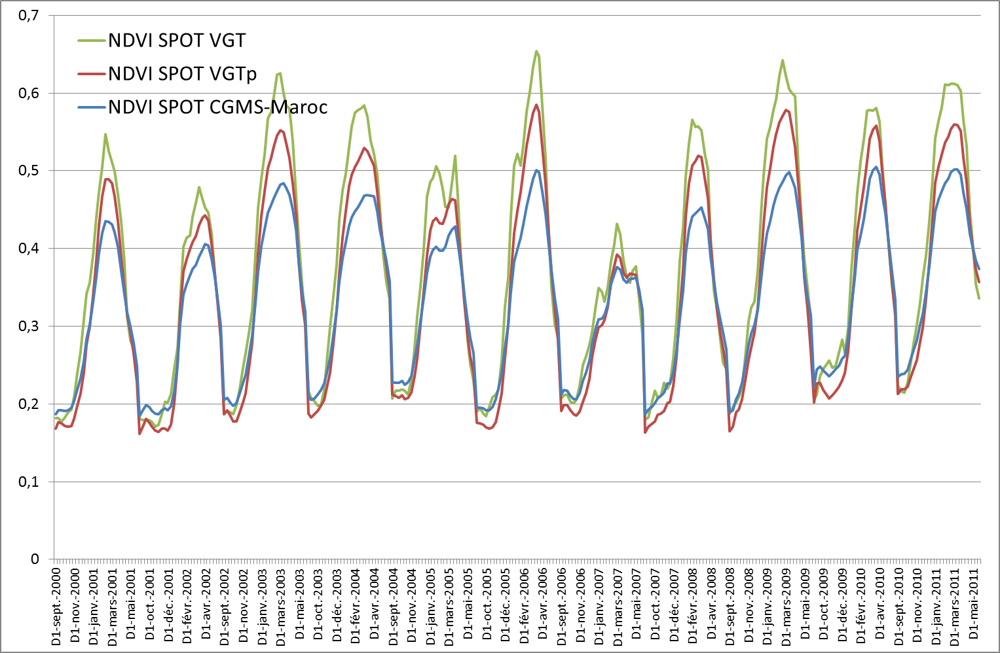 0,7
NDVI SPOT VGT
NDVI SPOT VGTp
0,6
NDVI SPOT CGMS-Maroc
0,5
0,4
0,3
0,2
0,1
0
D1-sept.-2000
D1-nov.-2000
D1-janv.-2001
D1-mars-2001
D1-mai-2001
D1-oct.-2001
D1-déc.-2001
D1-févr.-2002
D1-avr.-2002
D1-sept.-2002
D1-nov.-2002
D1-janv.-2003
D1-mars-2003
D1-mai-2003
D1-oct.-2003
D1-déc.-2003
D1-févr.-2004
D1-avr.-2004
D1-sept.-2004
D1-nov.-2004
D1-janv.-2005
D1-mars-2005
D1-mai-2005
D1-oct.-2005
D1-déc.-2005
D1-févr.-2006
D1-avr.-2006
D1-sept.-2006
D1-nov.-2006
D1-janv.-2007
D1-mars-2007
D1-mai-2007
D1-oct.-2007
D1-déc.-2007
D1-févr.-2008
D1-avr.-2008
D1-sept.-2008
D1-nov.-2008
D1-janv.-2009
D1-mars-2009
D1-mai-2009
D1-oct.-2009
D1-déc.-2009
D1-févr.-2010
D1-avr.-2010
D1-sept.-2010
D1-nov.-2010
D1-janv.-2011
D1-mars-2011
D1-mai-2011